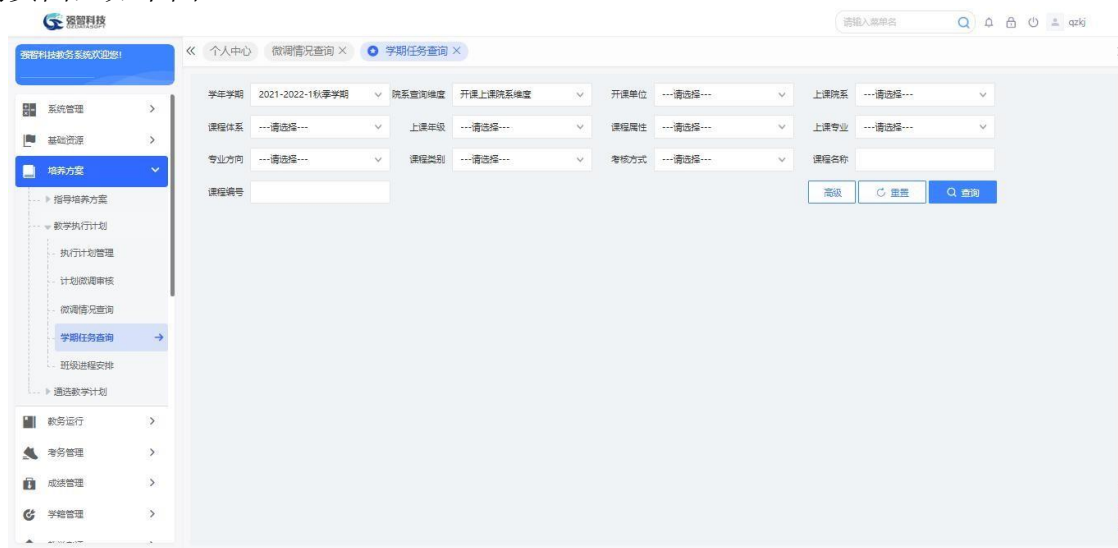 强智科技
请输入菜单名
qzkj
强智科技教务系统欢迎您!
个人中心 微调情况查询 学期任务查询
系统管理
基础资源
培养方案
指导培养方案
教学执行计划
执行计划管理
计划微调审核
微调情况查询
学期任务查询
班级进程安排
通选教学计划
教务运行
考务管理
成绩管理
学籍管理
学年学期 2021-2022-1秋季学期 院系查询维度 开课上课院系维度 开课单位 ---请选择--- 上课院系 ---请选择---
课程体系 ---请选择--- 上课年级 ---请选择--- 课程属性 ---请选择--- 上课专业 ---请选择---
专业方向 ---请选择--- 课程类别 ---请选择--- 考核方式 ---请选择--- 课程名称
课程编号 高级 重置 查询